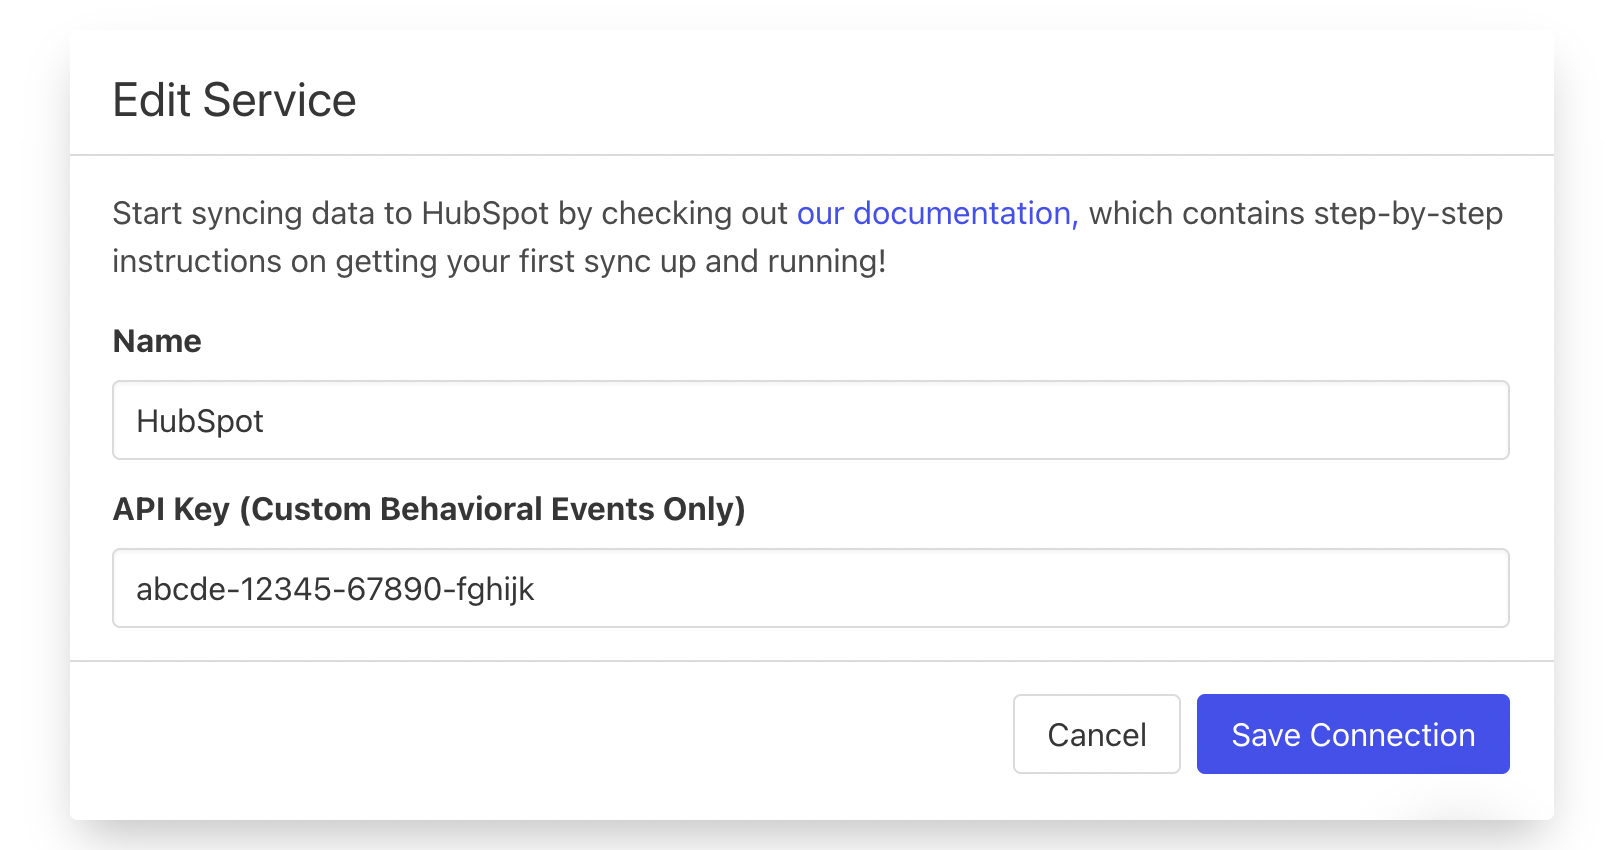 Edit Service
Start syncing data to HubSpot by checking out our documentation, which contains step-by-step
instructions on getting your first sync up and running!
Name
HubSpot
API Key (Custom Behavioral Events Only)
abcde-12345-67890-fghijk
Cancel Save Connection